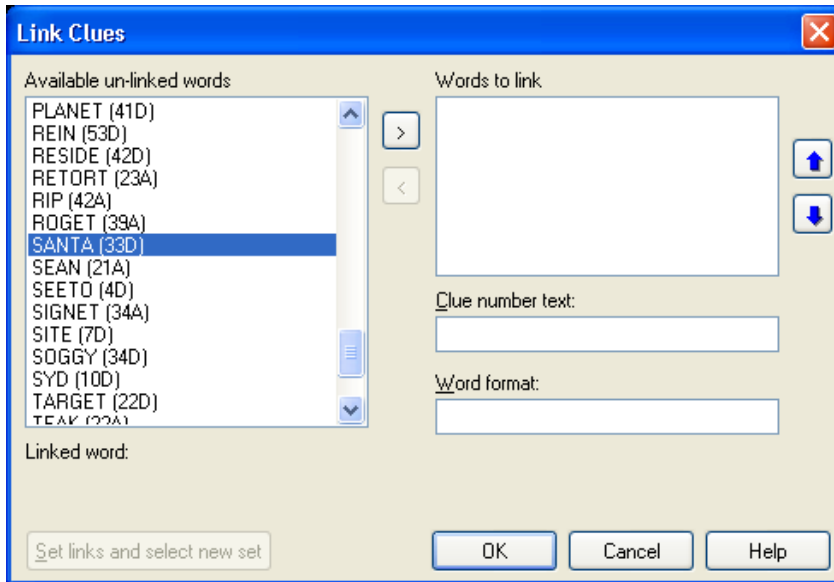 Link Clues
Available un-linked words
PLANET (41D)
REIN (53D)
RESIDE (42D)
RETORT (23A)
RIP (42A)
ROGET (39A)
SANTA (33D)
SEAN (21A)
SEETO (4D)
SIGNET (34A)
SITE (7D)
SOGGY (34D)
SYD (10D)
TARGET (22D)
TEAK (22A)
Linked word:
Set links and select new set
>
<
Words to link
Clue number text:
Word format:
OK
Cancel
Help